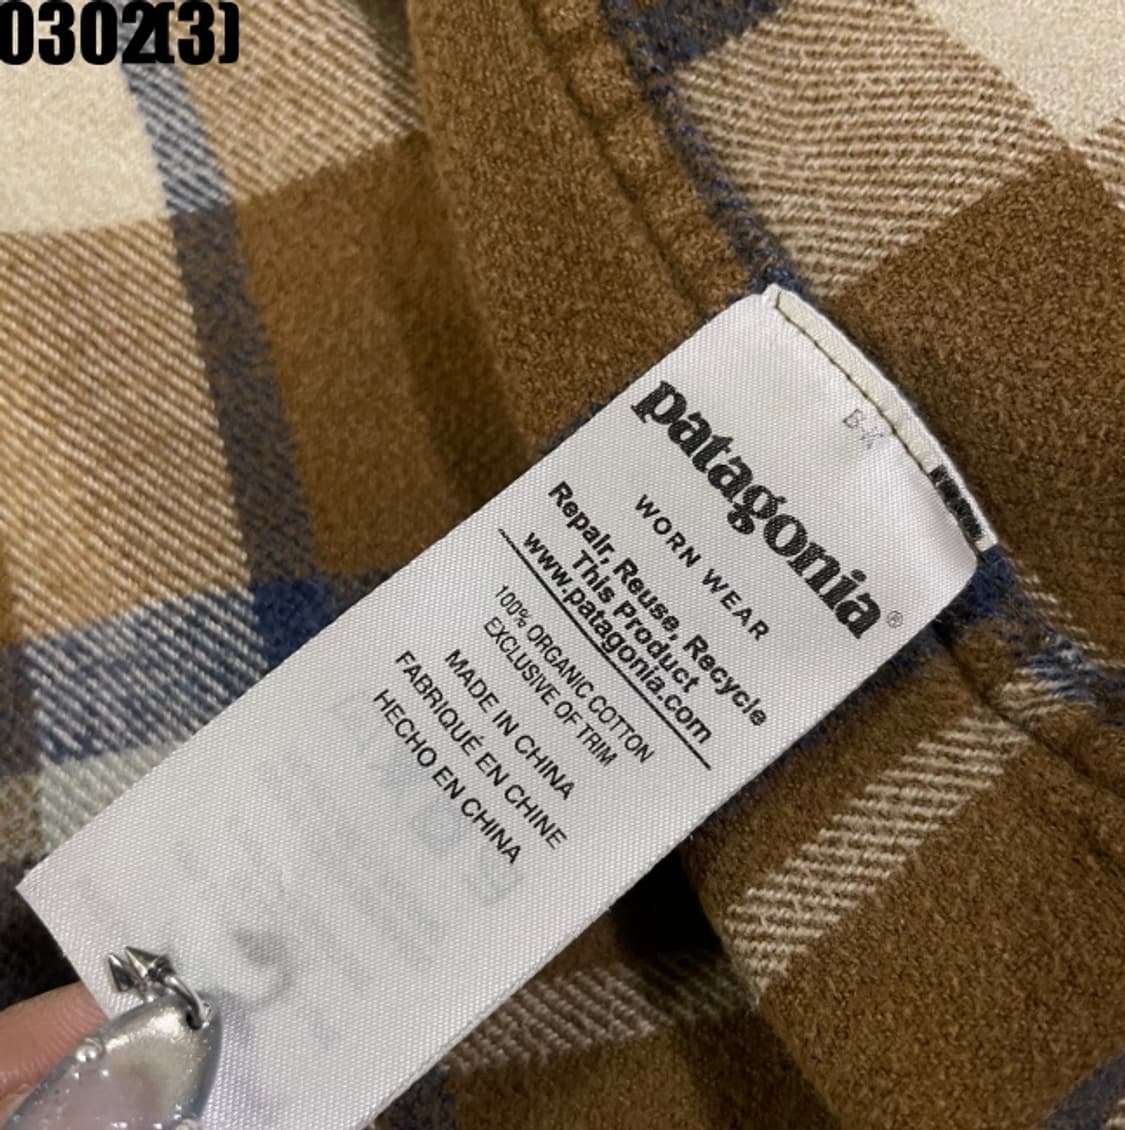 0302(3)
patagonia®
WORN WEAR
Repair, Reuse, Recycle
This Product
www.patagonia.com
100% ORGANIC COTTON
EXCLUSIVE OF TRIM
MADE IN CHINA
FABRIQUÉ EN CHINE
HECHO EN CHINA